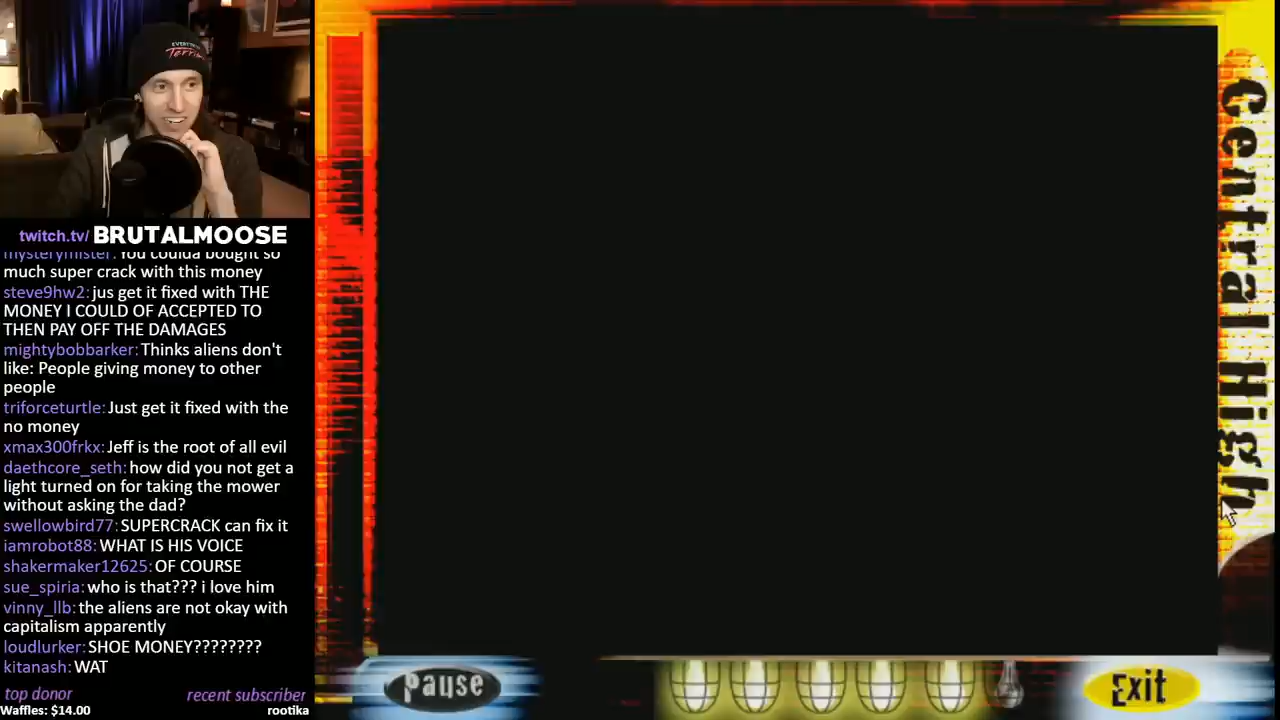 EVERYTHING
twitch.tv/ BRUTALMOOSE
mysterymister: You coulda bought so
much super crack with this money
steve9hw2: jus get it fixed with THE
MONEY I COULD OF ACCEPTED TO
THEN PAY OFF THE DAMAGES
mightybobbarker: Thinks aliens don't
like: People giving money to other
people
triforceturtle: Just get it fixed with the
no money
xmax300frkx: Jeff is the root of all evil
daethcore_seth: how did you not get a
light turned on for taking the mower
without asking the dad?
swellowbird77: SUPERCRACK can fix it
iamrobot88: WHAT IS HIS VOICE
shakermaker12625: OF COURSE
sue_spiria: who is that??? i love him
vinny_llb: the aliens are not okay with
capitalism apparently
loudlurker: SHOE MONEY????????
kitanash: WAT
top donor recent subscriber
Waffles: $14.00 rootika
Central High
Pause
Exit